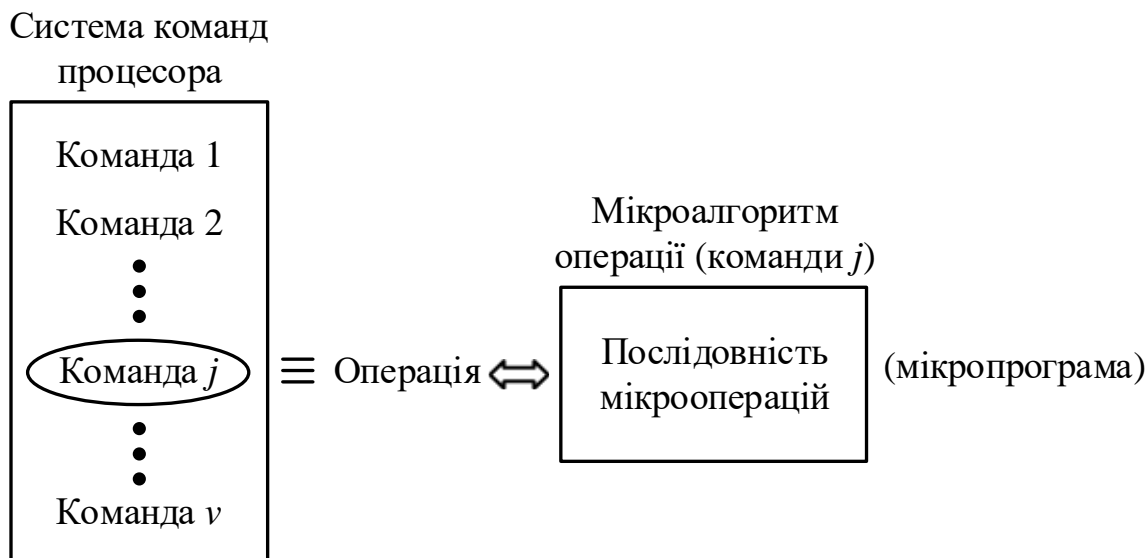 Система команд
процесора
Команда 1
Команда 2
Команда j
Команда v
≡ Операція ⇔
Мікроалгоритм
операції (команди j)
Послідовність
мікрооперацій
(мікропрограма)